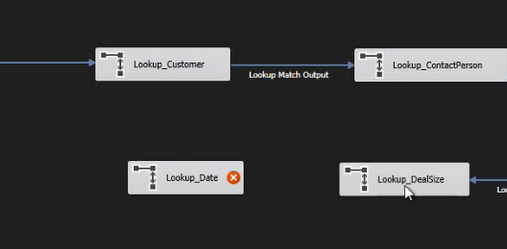 Lookup_Customer
Lookup Match Output
Lookup_ContactPerson
Lookup_Date
Lookup_DealSize